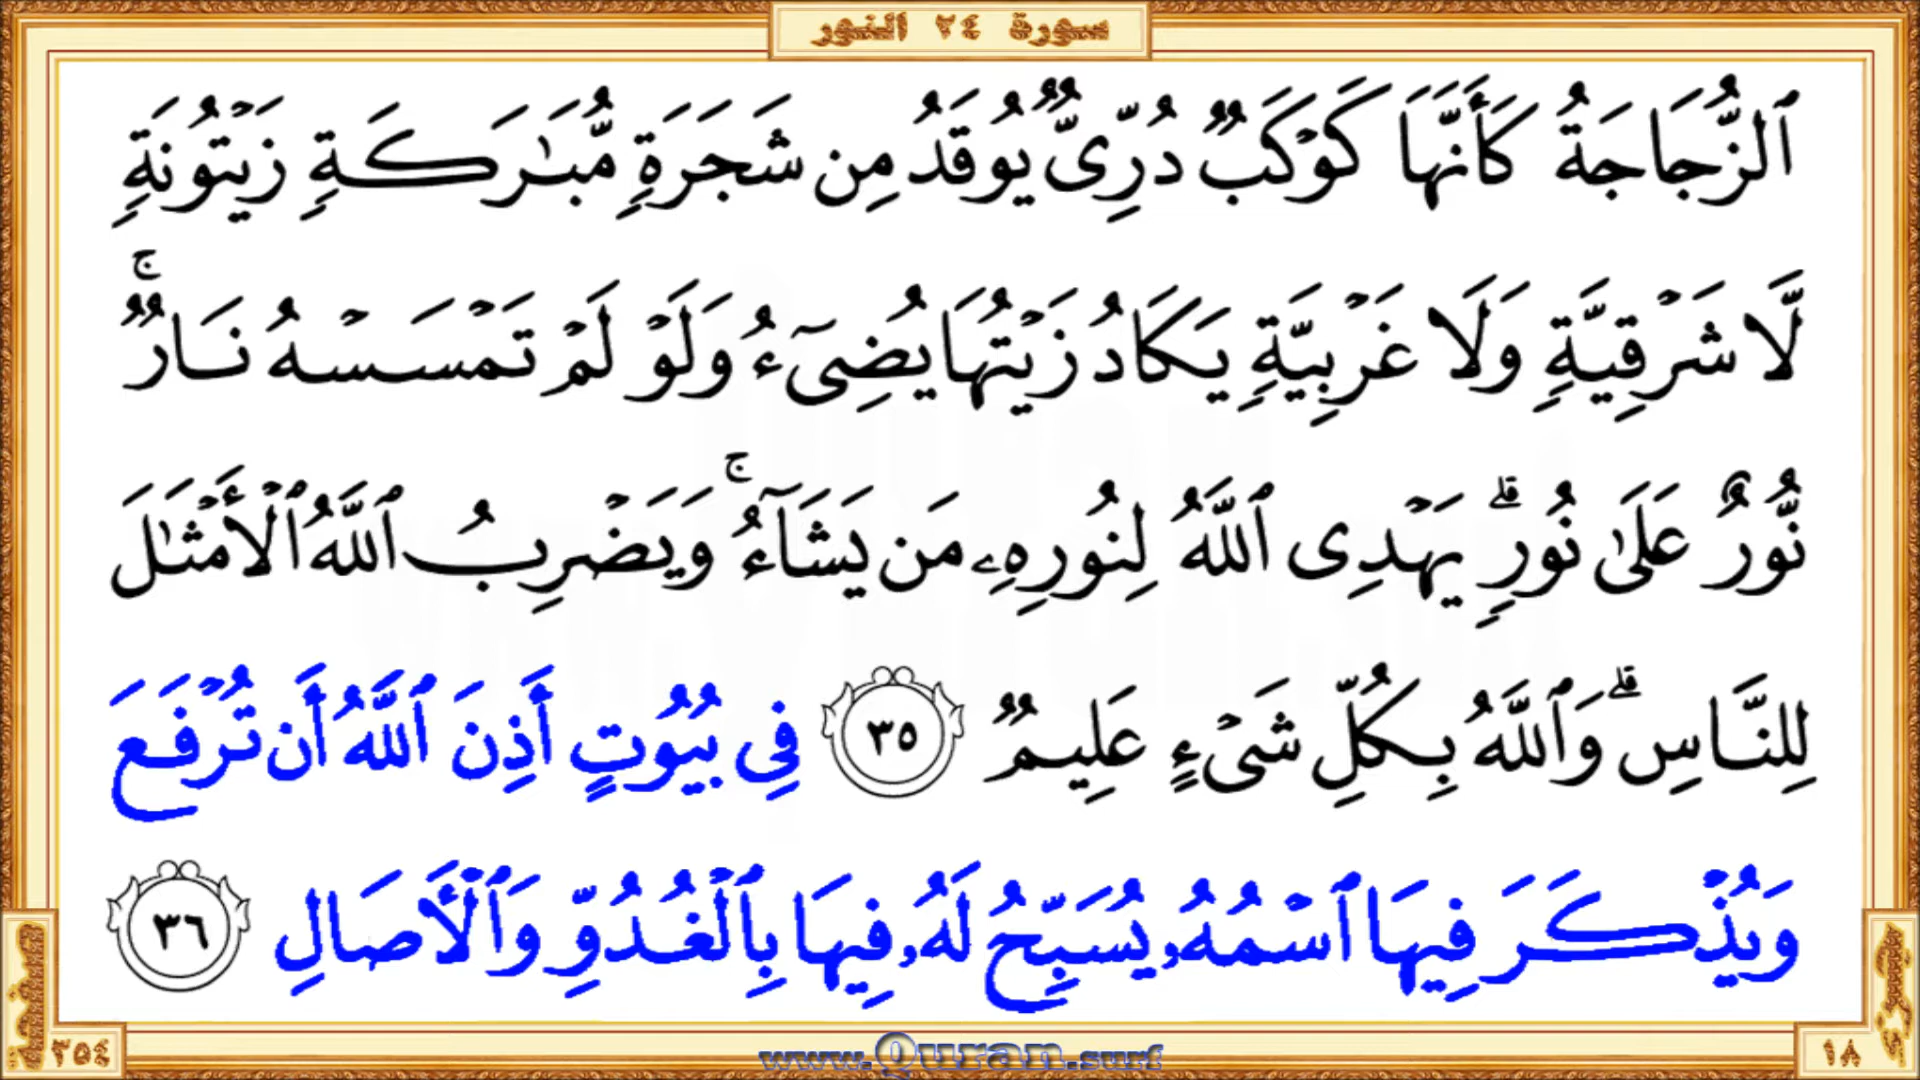 سورة ٢٤ النور
ٱلزُّجَاجَةُ كَأَنَّهَا كَوۡكَبٌ دُرِّىٌّ يُوقَدُ مِن شَجَرَةٍ مُّبَٰرَكَةٍ زَيۡتُونَةٍ
لَّا شَرۡقِيَّةٍ وَلَا غَرۡبِيَّةٍ يَكَادُ زَيۡتُهَا يُضِىٓءُ وَلَوۡ لَمۡ تَمۡسَسۡهُ نَارٌۚ
نُّورٌ عَلَىٰ نُورٍۗ يَهۡدِى ٱللَّهُ لِنُورِهِۦ مَن يَشَآءُۚ وَيَضۡرِبُ ٱللَّهُ ٱلۡأَمۡثَٰلَ
لِلنَّاسِۗ وَٱللَّهُ بِكُلِّ شَىۡءٍ عَلِيمٌ ٣٥ فِى بُيُوتٍ أَذِنَ ٱللَّهُ أَن تُرۡفَعَ
وَيُذۡكَرَ فِيهَا ٱسۡمُهُۥ يُسَبِّحُ لَهُۥ فِيهَا بِٱلۡغُدُوِّ وَٱلۡأَصَالِ ٣٦
صفحة
٣٥٤
١٨
www.Quran.surf